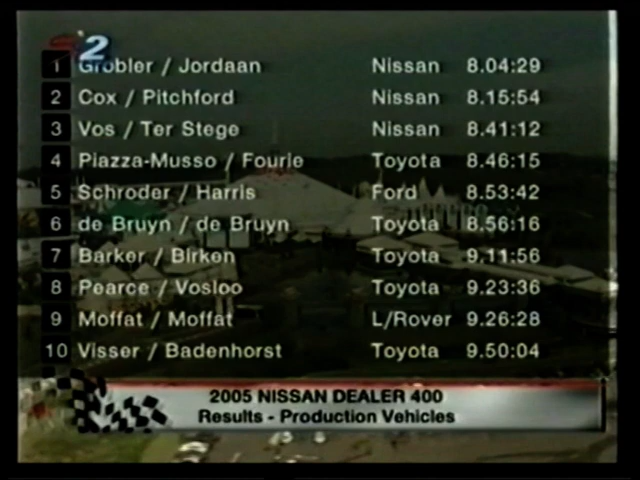 S 2
1 Grobler / Jordaan Nissan 8.04:29
2 Cox / Pitchford Nissan 8.15:54
3 Vos / Ter Stege Nissan 8.41:12
4 Piazza-Musso / Fourie Toyota 8.46:15
5 Schroder / Harris Ford 8.53:42
6 de Bruyn / de Bruyn Toyota 8.56:16
7 Barker / Birken Toyota 9.11:56
8 Pearce / Vosloo Toyota 9.23:36
9 Moffat / Moffat L/Rover 9.26:28
10 Visser / Badenhorst Toyota 9.50:04
2005 NISSAN DEALER 400
Results - Production Vehicles